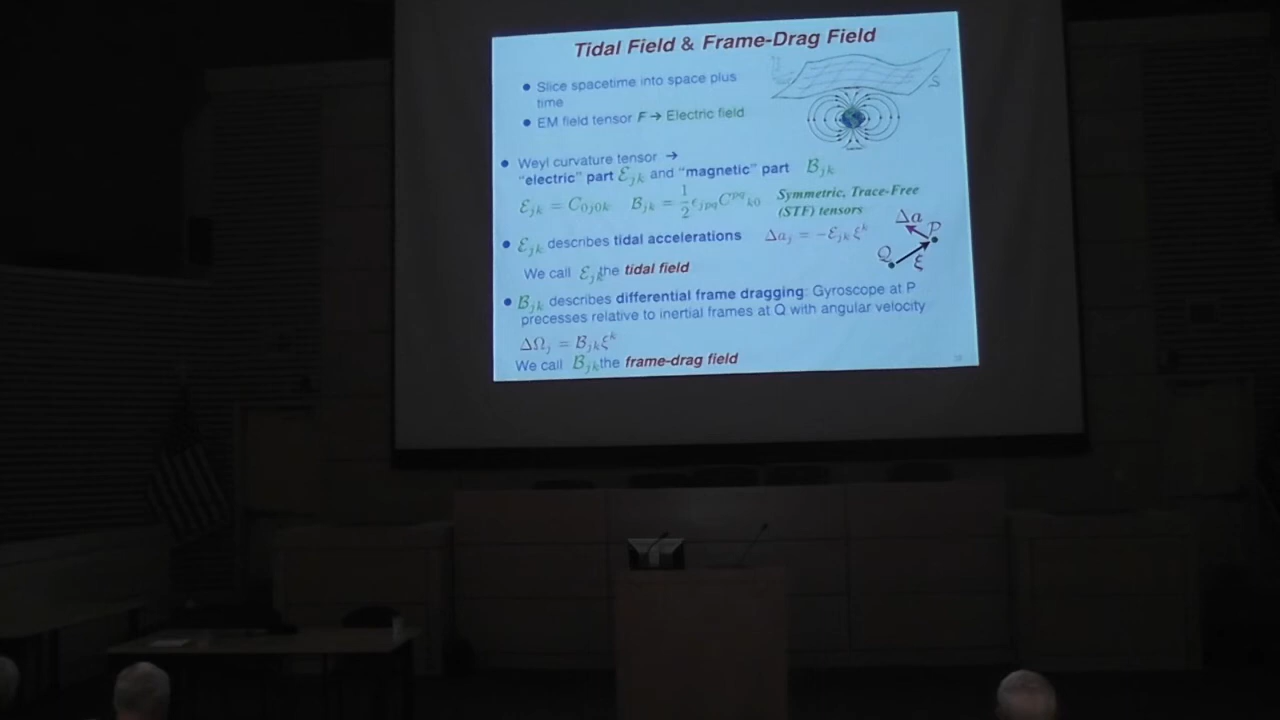 Tidal Field & Frame-Drag Field
• Slice spacetime into space plus
time
• EM field tensor F → Electric field
S
• Weyl curvature tensor →
"electric" part ℰⱼₖ and "magnetic" part ℬⱼₖ
ℰⱼₖ = C₀ⱼ₀ₖ ℬⱼₖ = 1/2 ϵⱼₚq C^pq ₖ₀ Symmetric, Trace-Free
(STF) tensors
• ℰⱼₖ describes tidal accelerations Δaⱼ = −ℰⱼₖ ξᵏ
Δa
P
Q
ξ
We call ℰⱼₖ the tidal field
• ℬⱼₖ describes differential frame dragging: Gyroscope at P
precesses relative to inertial frames at Q with angular velocity
ΔΩⱼ = ℬⱼₖξᵏ
We call ℬⱼₖ the frame-drag field